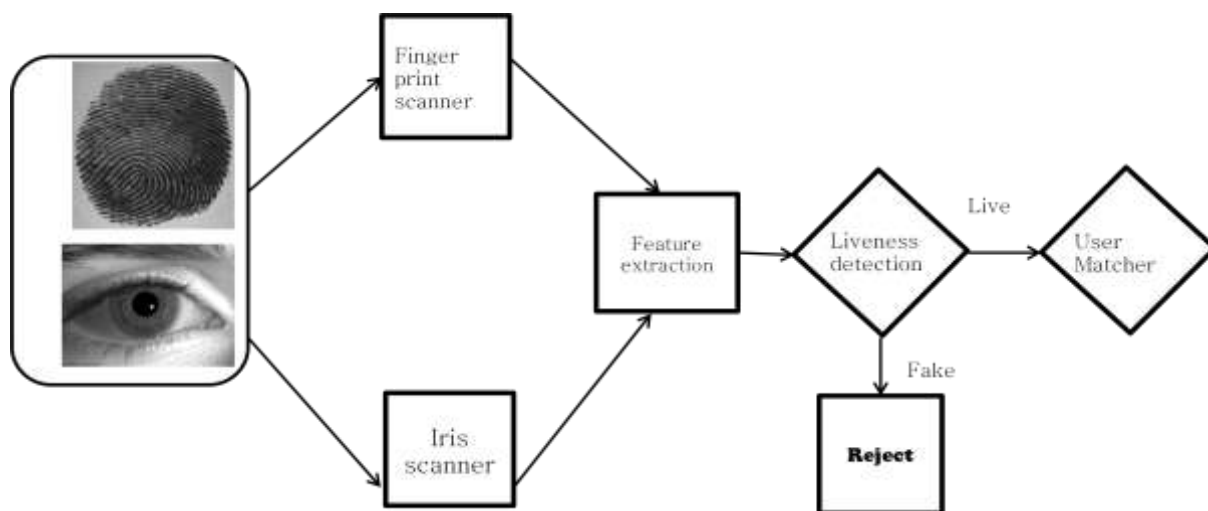 Finger
print
scanner
Feature
extraction
Liveness
detection
Live
User
Matcher
Fake
Iris
scanner
Reject